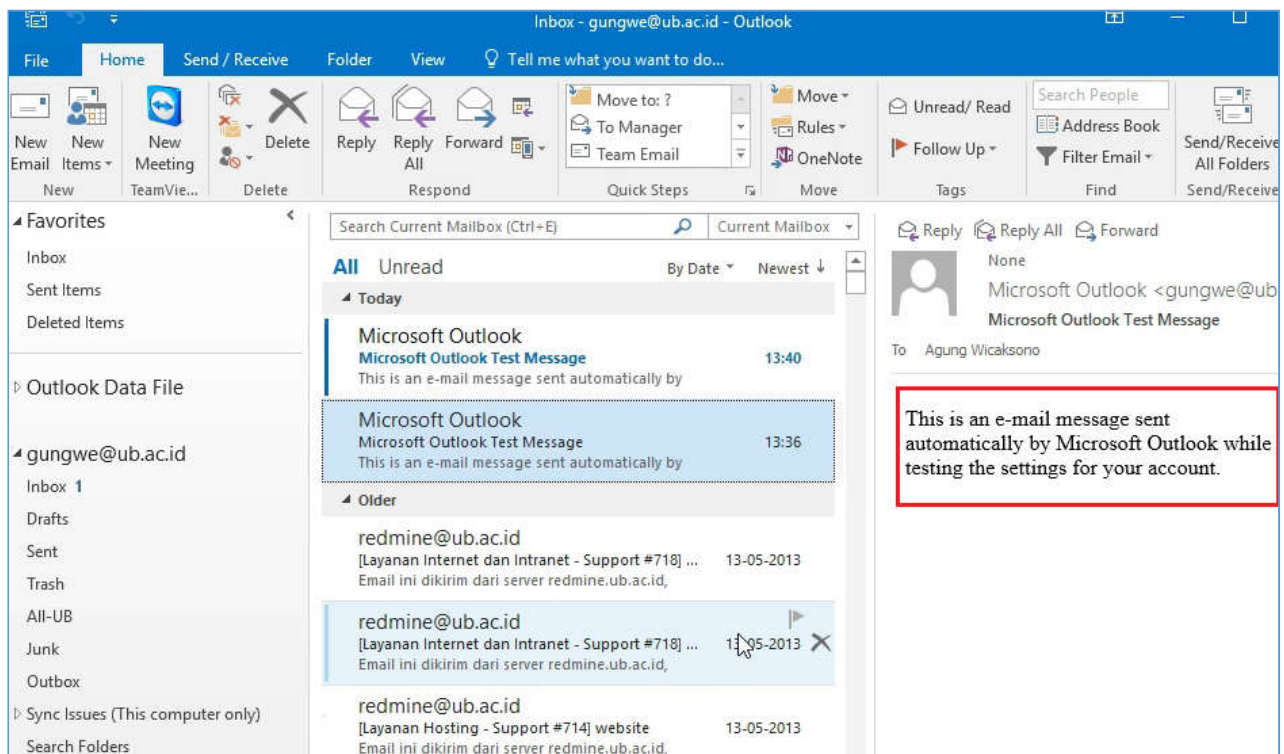 Inbox - gungwe@ub.ac.id - Outlook
File Home Send / Receive Folder View Tell me what you want to do...
New Email
New Items
New Meeting
Delete
Reply
Reply All
Forward
Move to: ?
To Manager
Team Email
Move
Rules
OneNote
Unread/ Read
Follow Up
Search People
Address Book
Filter Email
Send/Receive All Folders
New TeamVie... Delete Respond Quick Steps Move Tags Find Send/Receive
Favorites
Inbox
Sent Items
Deleted Items
Outlook Data File
gungwe@ub.ac.id
Inbox 1
Drafts
Sent
Trash
All-UB
Junk
Outbox
Sync Issues (This computer only)
Search Folders
Search Current Mailbox (Ctrl+E) Current Mailbox
All Unread By Date Newest
Today
Microsoft Outlook
Microsoft Outlook Test Message 13:40
This is an e-mail message sent automatically by
Microsoft Outlook
Microsoft Outlook Test Message 13:36
This is an e-mail message sent automatically by
Older
redmine@ub.ac.id
[Layanan Internet dan Intranet - Support #718] ... 13-05-2013
Email ini dikirim dari server redmine.ub.ac.id,
redmine@ub.ac.id
[Layanan Internet dan Intranet - Support #718] ... 13-05-2013
Email ini dikirim dari server redmine.ub.ac.id,
redmine@ub.ac.id
[Layanan Hosting - Support #714] website 13-05-2013
Email ini dikirim dari server redmine.ub.ac.id,
Reply Reply All Forward
None
Microsoft Outlook <gungwe@ub
Microsoft Outlook Test Message
To Agung Wicaksono
This is an e-mail message sent
automatically by Microsoft Outlook while
testing the settings for your account.